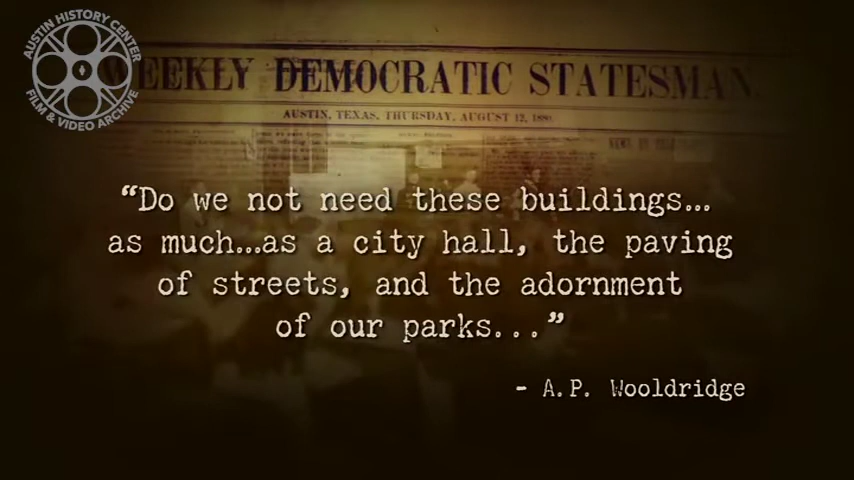 AUSTIN HISTORY CENTER
FILM & VIDEO ARCHIVE
WEEKLY DEMOCRATIC STATESMAN
AUSTIN, TEXAS, THURSDAY, AUGUST 12,
“Do we not need these buildings...
as much...as a city hall, the paving
of streets, and the adornment
of our parks...”
- A.P. Wooldridge